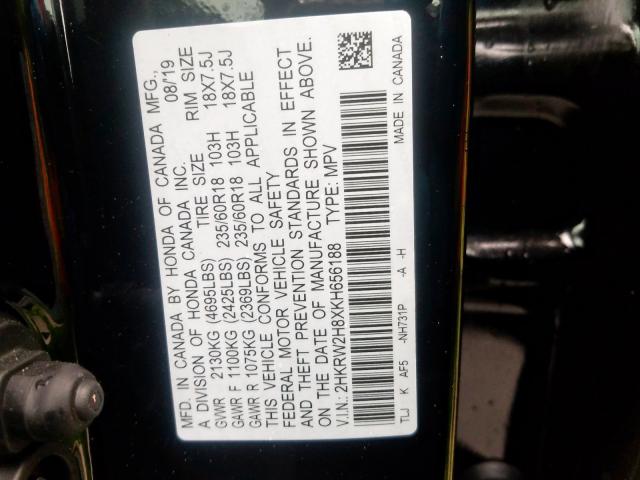 MFD. IN CANADA BY HONDA OF CANADA MFG.,
A DIVISION OF HONDA CANADA INC. 08/19
TIRE SIZE RIM SIZE
GVWR 2130KG (4695LBS) 235/60R18 103H 18X7.5J
GAWR F 1100KG (2425LBS) 235/60R18 103H 18X7.5J
GAWR R 1075KG (2369LBS)
THIS VEHICLE CONFORMS TO ALL APPLICABLE
FEDERAL MOTOR VEHICLE SAFETY
AND THEFT PREVENTION STANDARDS IN EFFECT
ON THE DATE OF MANUFACTURE SHOWN ABOVE.
V.I.N.: 2HKRW2H8XKH656188 TYPE: MPV
TLJ K AF5 -NH731P -A -H MADE IN CANADA